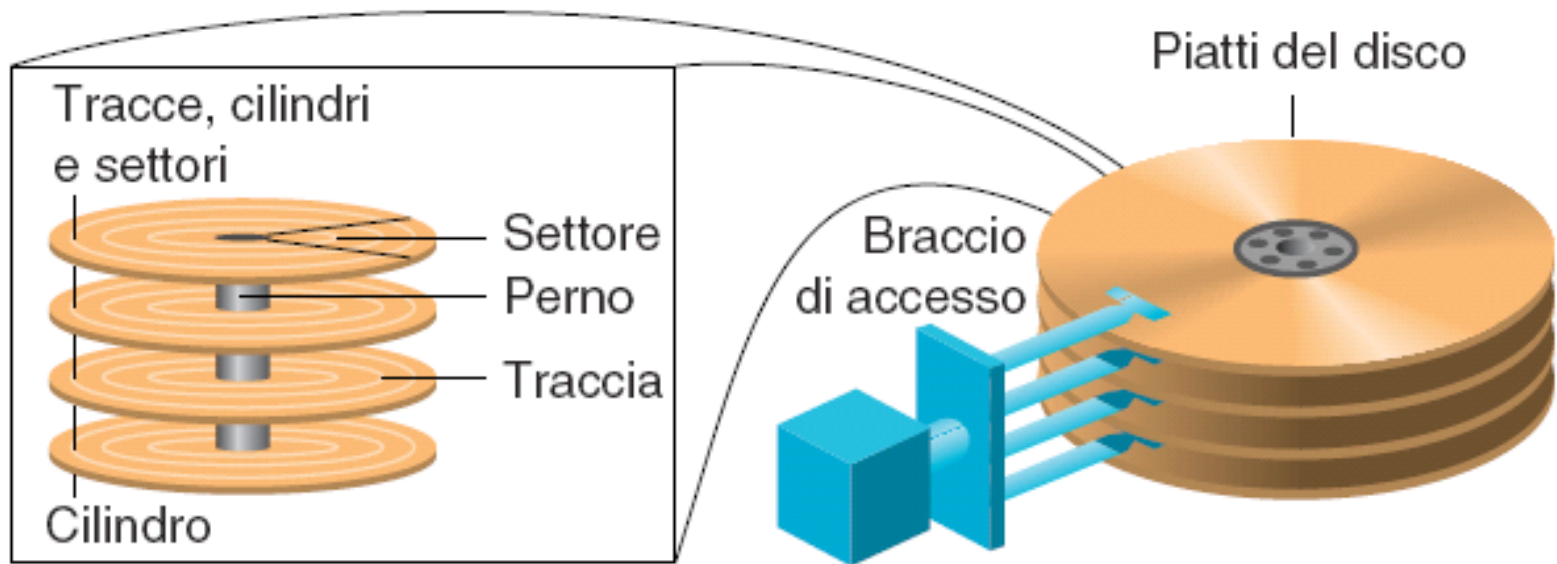 Tracce, cilindri
e settori
Settore
Perno
Traccia
Cilindro
Piatti del disco
Braccio
di accesso